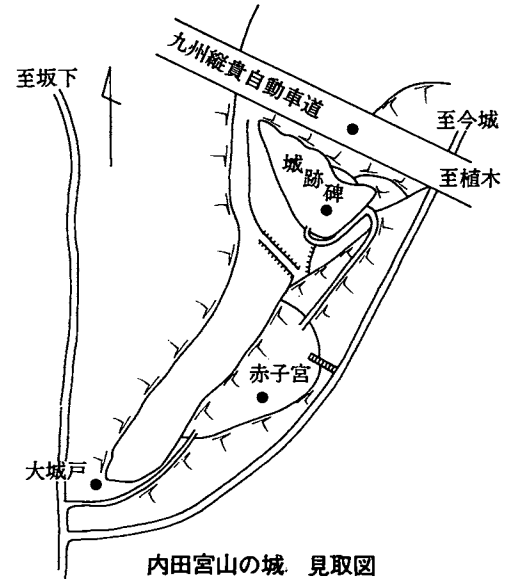 九州縦貫自動車道
至坂下
至今城
至植木
城跡碑
赤子宮
大城戸
内田宮山の城 見取図